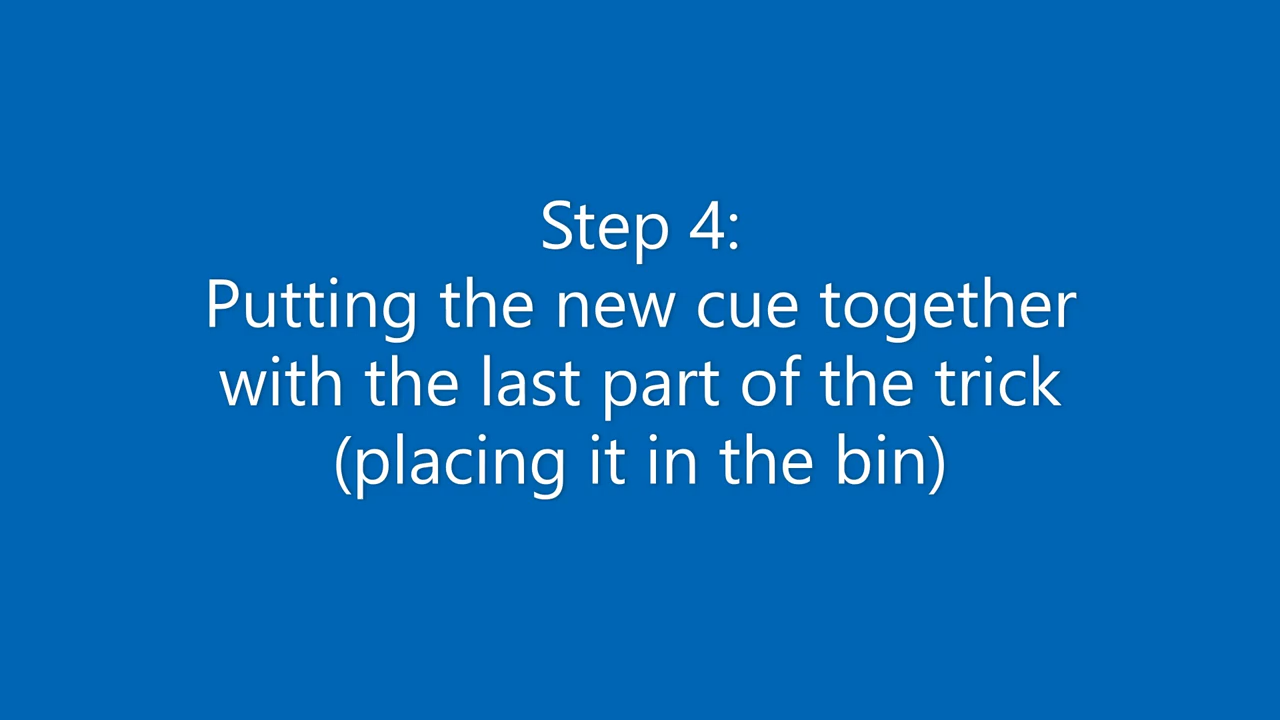 Step 4:
Putting the new cue together
with the last part of the trick
(placing it in the bin)